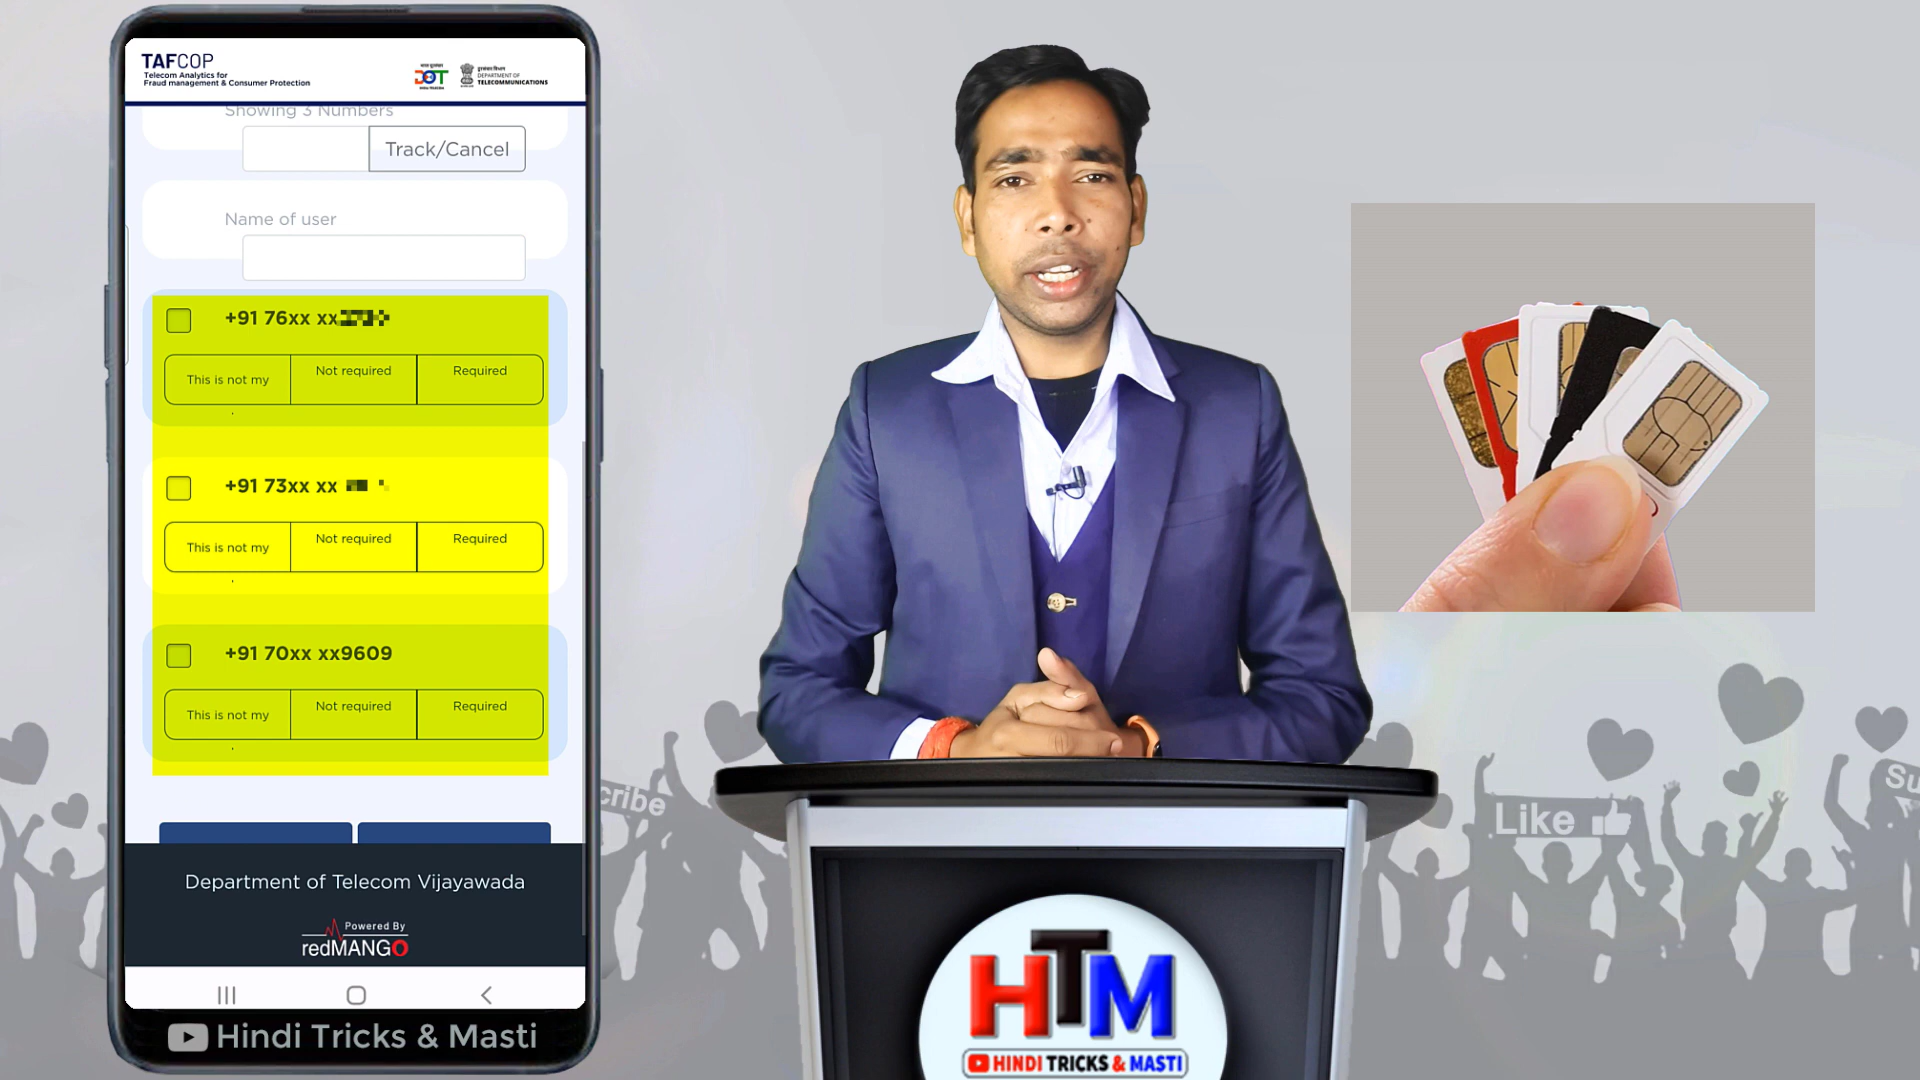 TAFCOP
Telecom Analytics for
Fraud management & Consumer Protection
DOT
DEPARTMENT OF
TELECOMMUNICATIONS
Showing 3 Numbers
Track/Cancel
Name of user
+91 76xx xx
This is not my
Not required
Required
+91 73xx xx
This is not my
Not required
Required
+91 70xx xx9609
This is not my
Not required
Required
Department of Telecom Vijayawada
Powered By
redMANGO
Hindi Tricks & Masti
cribe
Like
Su
HTM
HINDI TRICKS & MASTI